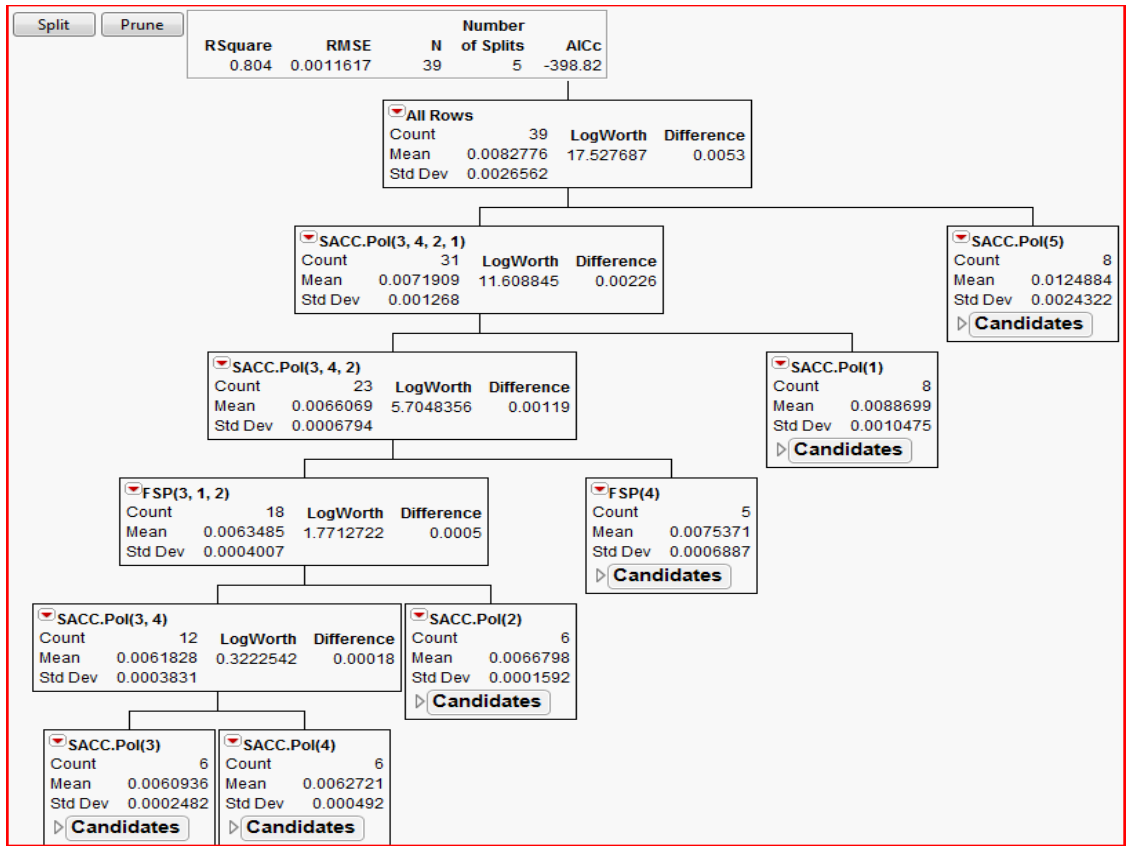 Split Prune
Number
RSquare RMSE N of Splits AICc
0.804 0.0011617 39 5 -398.82
All Rows
Count 39 LogWorth Difference
Mean 0.0082776 17.527687 0.0053
Std Dev 0.0026562
SACC.Pol(3, 4, 2, 1)
Count 31 LogWorth Difference
Mean 0.0071909 11.608845 0.00226
Std Dev 0.001268
SACC.Pol(5)
Count 8
Mean 0.0124884
Std Dev 0.0024322
Candidates
SACC.Pol(3, 4, 2)
Count 23 LogWorth Difference
Mean 0.0066069 5.7048356 0.00119
Std Dev 0.0006794
SACC.Pol(1)
Count 8
Mean 0.0088699
Std Dev 0.0010475
Candidates
FSP(3, 1, 2)
Count 18 LogWorth Difference
Mean 0.0063485 1.7712722 0.0005
Std Dev 0.0004007
FSP(4)
Count 5
Mean 0.0075371
Std Dev 0.0006887
Candidates
SACC.Pol(3, 4)
Count 12 LogWorth Difference
Mean 0.0061828 0.3222542 0.00018
Std Dev 0.0003831
SACC.Pol(2)
Count 6
Mean 0.0066798
Std Dev 0.0001592
Candidates
SACC.Pol(3)
Count 6
Mean 0.0060936
Std Dev 0.0002482
Candidates
SACC.Pol(4)
Count 6
Mean 0.0062721
Std Dev 0.000492
Candidates